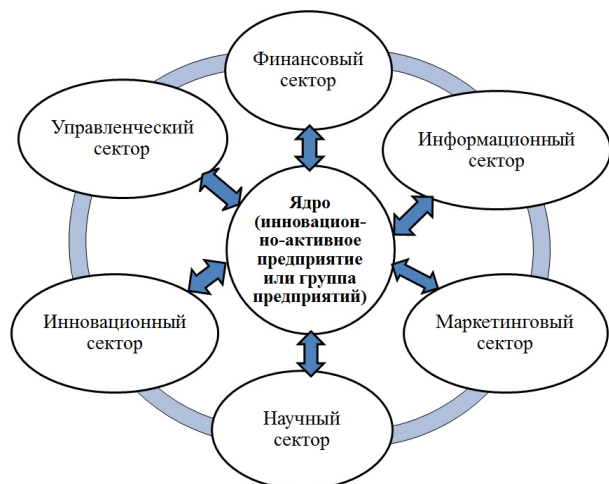 Финансовый
сектор
Управленческий
сектор
Информационный
сектор
Ядро
(инновацион-
но-активное
предприятие
или группа
предприятий)
Инновационный
сектор
Маркетинговый
сектор
Научный
сектор